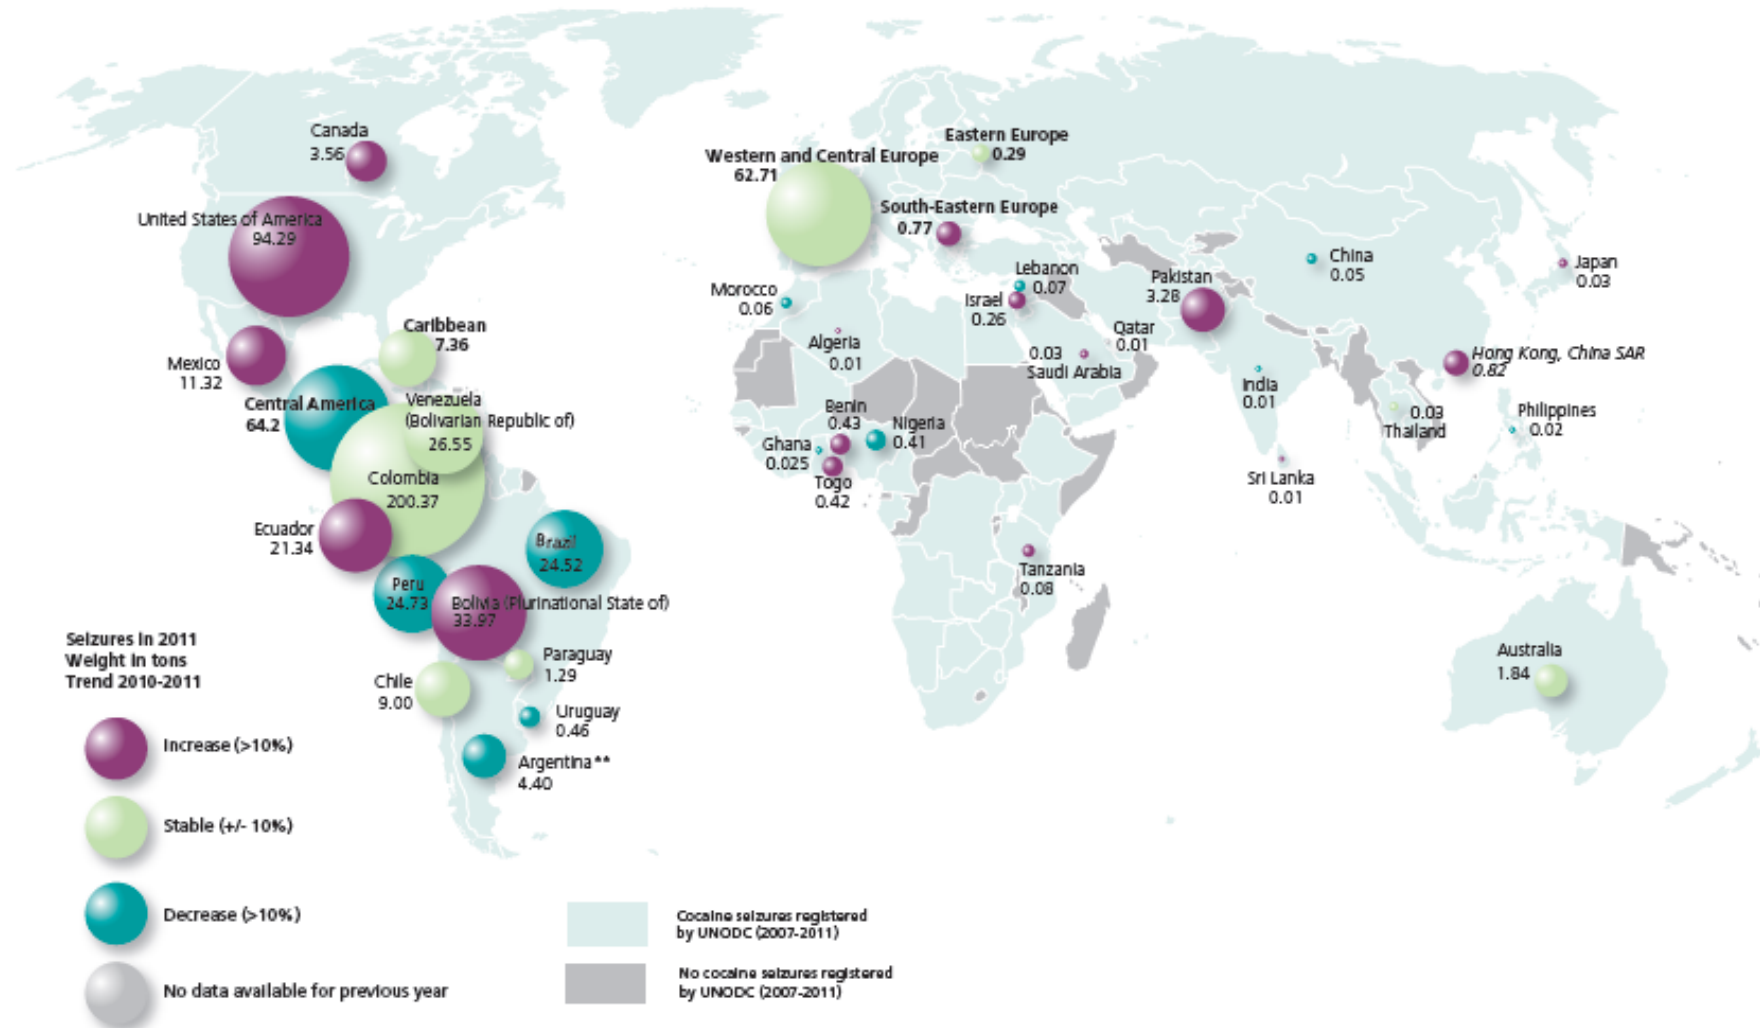 Canada
3.56
United States of America
94.29
Mexico
11.32
Caribbean
7.36
Central America
64.2
Venezuela
(Bolivarian Republic of)
26.55
Colombia
200.37
Ecuador
21.34
Brazil
24.52
Peru
24.73
Bolivia (Plurinational State of)
33.97
Paraguay
1.29
Chile
9.00
Uruguay
0.46
Argentina**
4.40
Eastern Europe
0.29
Western and Central Europe
62.71
South-Eastern Europe
0.77
Morocco
0.06
Algeria
0.01
Lebanon
0.07
Israel
0.26
Qatar
0.01
0.03
Saudi Arabia
Benin
0.43
Nigeria
0.41
Ghana
0.025
Togo
0.42
Tanzania
0.08
Pakistan
3.28
China
0.05
Japan
0.03
Hong Kong, China SAR
0.82
India
0.01
0.03
Thailand
Philippines
0.02
Sri Lanka
0.01
Australia
1.84
Seizures in 2011
Weight in tons
Trend 2010-2011
Increase (>10%)
Stable (+/- 10%)
Decrease (>10%)
No data available for previous year
Cocaine seizures registered
by UNODC (2007-2011)
No cocaine seizures registered
by UNODC (2007-2011)